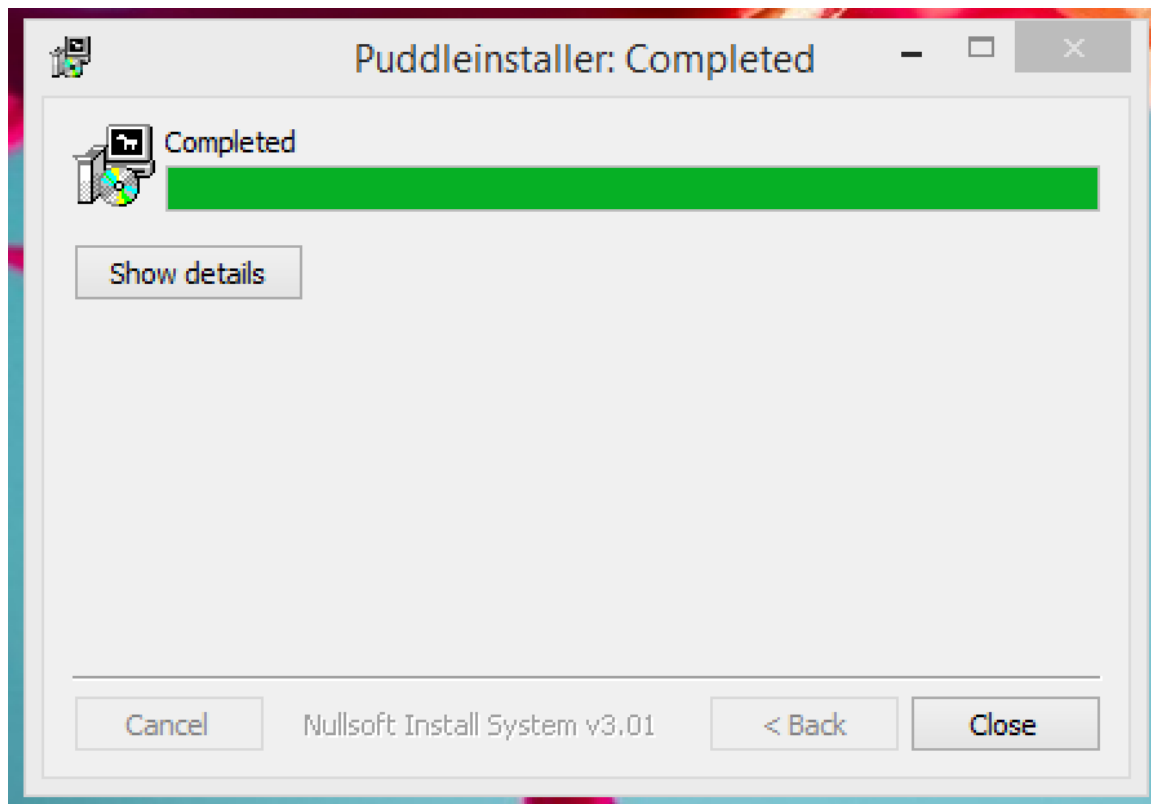 Puddleinstaller: Completed
Completed
Show details
Cancel Nullsoft Install System v3.01 < Back Close